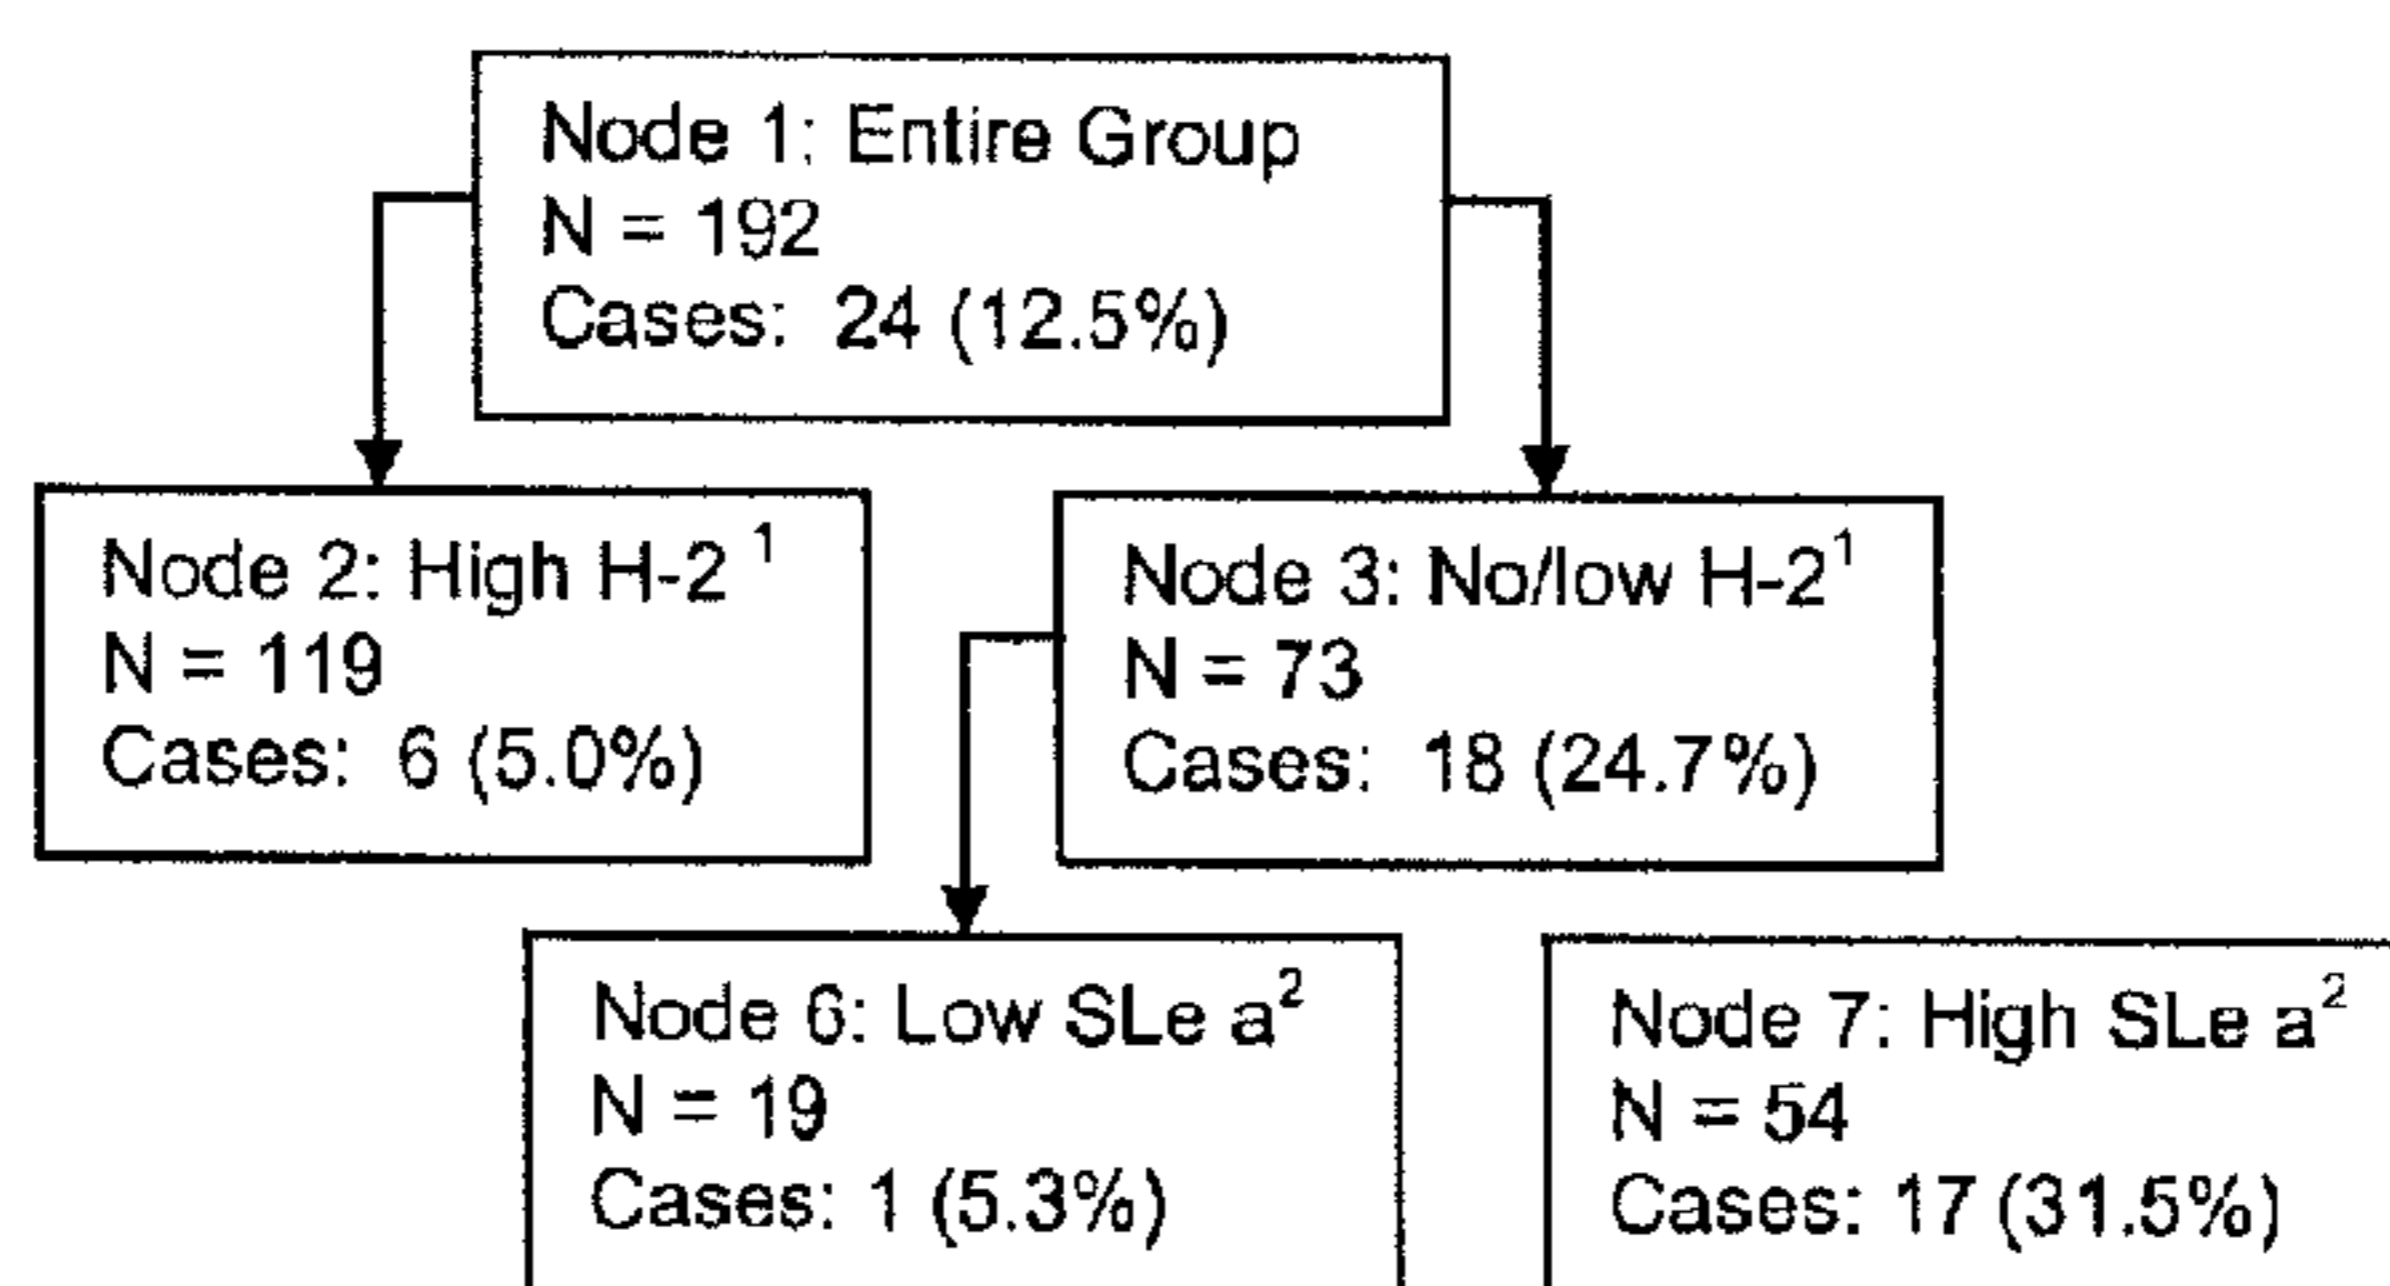 Node 1: Entire Group
N = 192
Cases: 24 (12.5%)
Node 2: High H-2 ¹
N = 119
Cases: 6 (5.0%)
Node 3: No/low H-2¹
N = 73
Cases: 18 (24.7%)
Node 6: Low SLe a²
N = 19
Cases: 1 (5.3%)
Node 7: High SLe a²
N = 54
Cases: 17 (31.5%)